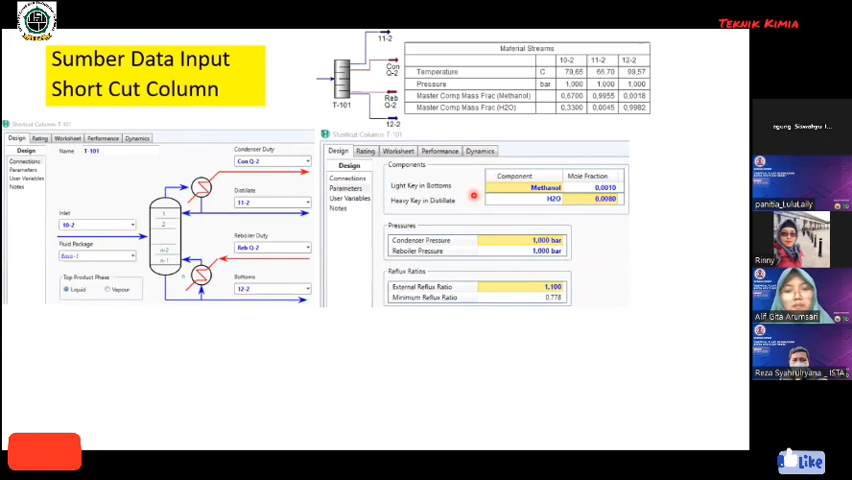 TEKNIK KIMIA
Sumber Data Input
Short Cut Column
11-2
Con
Q-2
Reb
Q-2
T-101
12-2
Material Streams
10-2 11-2 12-2
Temperature C 79,65 66,70 99,57
Pressure bar 1,000 1,000 1,000
Master Comp Mass Frac (Methanol) 0,6700 0,9955 0,0018
Master Comp Mass Frac (H2O) 0,3300 0,0045 0,9982
Shortcut Column T-101
Design Rating Worksheet Performance Dynamics
Design
Connections
Parameters
User Variables
Notes
Name T-101
Condenser Duty
Con Q-2
Distillate
11-2
Inlet
10-2
Fluid Package
Basis-1
Top Product Phase
Liquid Vapour
1
2
n-2
n-1
n
Reboiler Duty
Reb Q-2
Bottoms
12-2
Shortcut Column T-101
Design Rating Worksheet Performance Dynamics
Design
Connections
Parameters
User Variables
Notes
Components
Component Mole Fraction
Light Key in Bottoms Methanol 0,0010
Heavy Key in Distillate H2O 0,0080
Pressures
Condenser Pressure 1,000 bar
Reboiler Pressure 1,000 bar
Reflux Ratios
External Reflux Ratio 1,100
Minimum Reflux Ratio 0,778
panitia_LuluLaily
Rinny
Alif Gita Arumsari
Reza Syahrulryana _ ISTA
Like